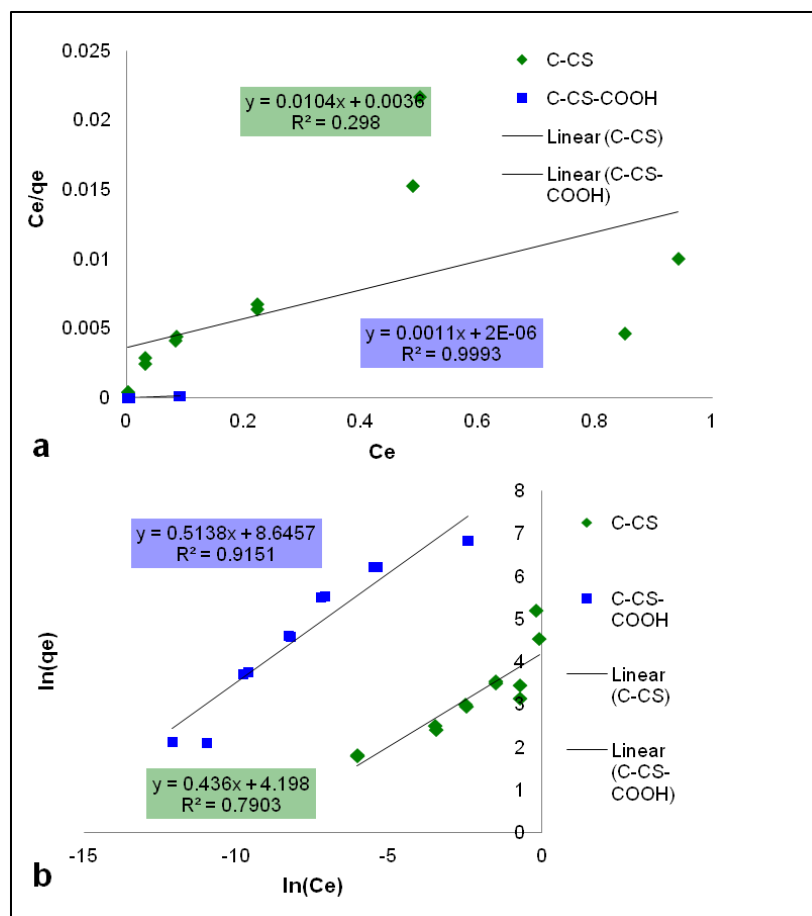 0.025
0.02
0.015
0.01
0.005
0
Ce/qe
y = 0.0104x + 0.0036
R² = 0.298
y = 0.0011x + 2E-06
R² = 0.9993
C-CS
C-CS-COOH
Linear (C-CS)
Linear (C-CS-
COOH)
0 0.2 0.4 0.6 0.8 1
Ce
a
8
7
6
5
4
3
2
1
0
ln(qe)
y = 0.5138x + 8.6457
R² = 0.9151
y = 0.436x + 4.198
R² = 0.7903
C-CS
C-CS-
COOH
Linear
(C-CS)
Linear
(C-CS-
COOH)
-15 -10 -5 0
ln(Ce)
b